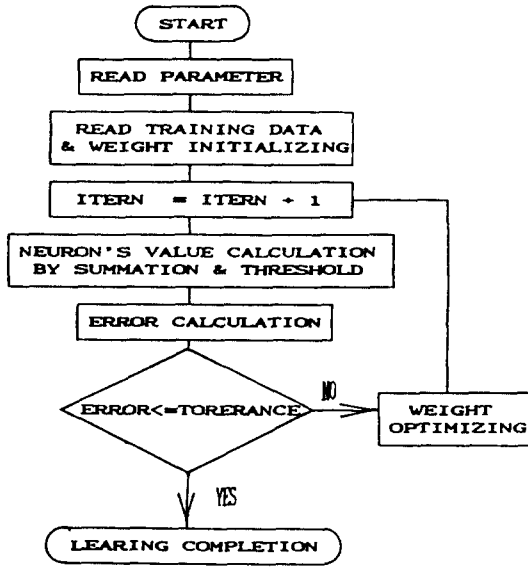 START
READ PARAMETER
READ TRAINING DATA
& WEIGHT INITIALIZING
ITERN = ITERN + 1
NEURON'S VALUE CALCULATION
BY SUMMATION & THRESHOLD
ERROR CALCULATION
ERROR<=TORERANCE
NO
WEIGHT
OPTIMIZING
YES
LEARING COMPLETION